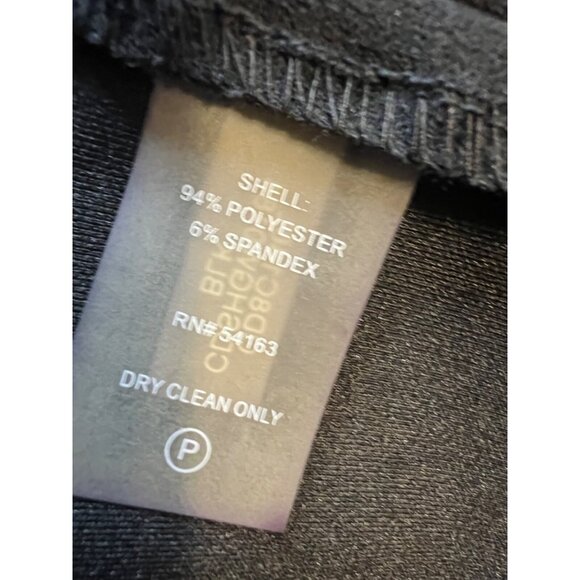 SHELL:
94% POLYESTER
6% SPANDEX
RN# 54163
DRY CLEAN ONLY
P